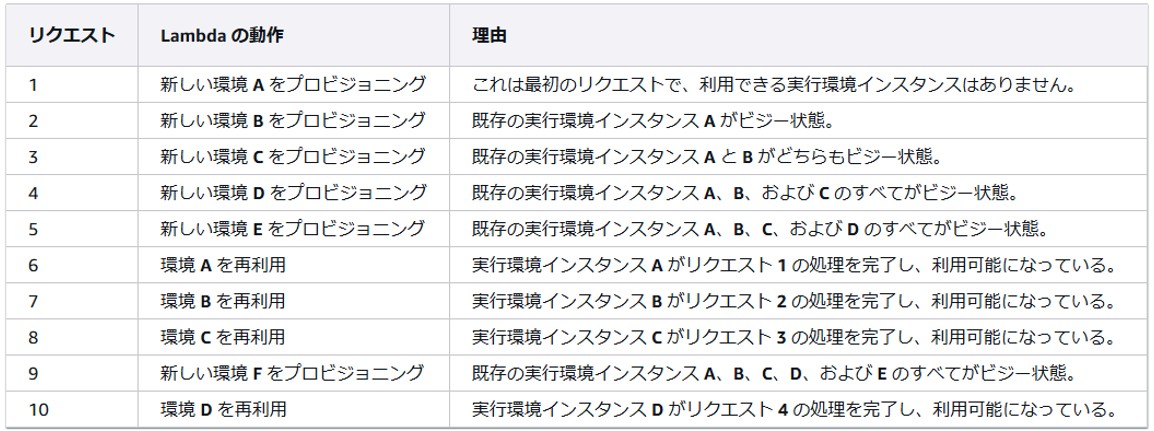 リクエスト Lambda の動作 理由
1 新しい環境 A をプロビジョニング これは最初のリクエストで、利用できる実行環境インスタンスはありません。
2 新しい環境 B をプロビジョニング 既存の実行環境インスタンス A がビジー状態。
3 新しい環境 C をプロビジョニング 既存の実行環境インスタンス A と B がどちらもビジー状態。
4 新しい環境 D をプロビジョニング 既存の実行環境インスタンス A、B、および C のすべてがビジー状態。
5 新しい環境 E をプロビジョニング 既存の実行環境インスタンス A、B、C、および D のすべてがビジー状態。
6 環境 A を再利用 実行環境インスタンス A がリクエスト 1 の処理を完了し、利用可能になっている。
7 環境 B を再利用 実行環境インスタンス B がリクエスト 2 の処理を完了し、利用可能になっている。
8 環境 C を再利用 実行環境インスタンス C がリクエスト 3 の処理を完了し、利用可能になっている。
9 新しい環境 F をプロビジョニング 既存の実行環境インスタンス A、B、C、D、および E のすべてがビジー状態。
10 環境 D を再利用 実行環境インスタンス D がリクエスト 4 の処理を完了し、利用可能になっている。